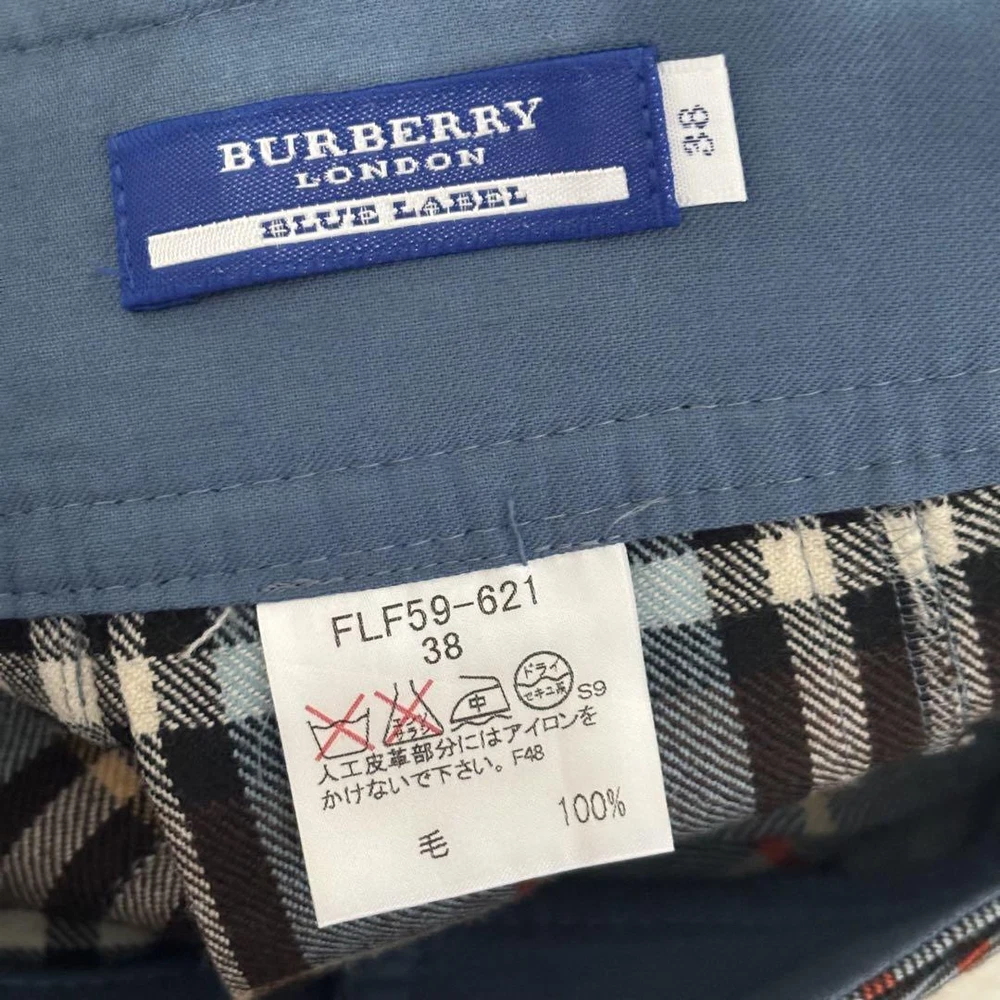 BURBERRY
LONDON
BLUE LABEL
38
FLF59-621
38
中
ドライ
セキユ系
S9
人工皮革部分にはアイロンを
かけないで下さい。F48
毛 100%